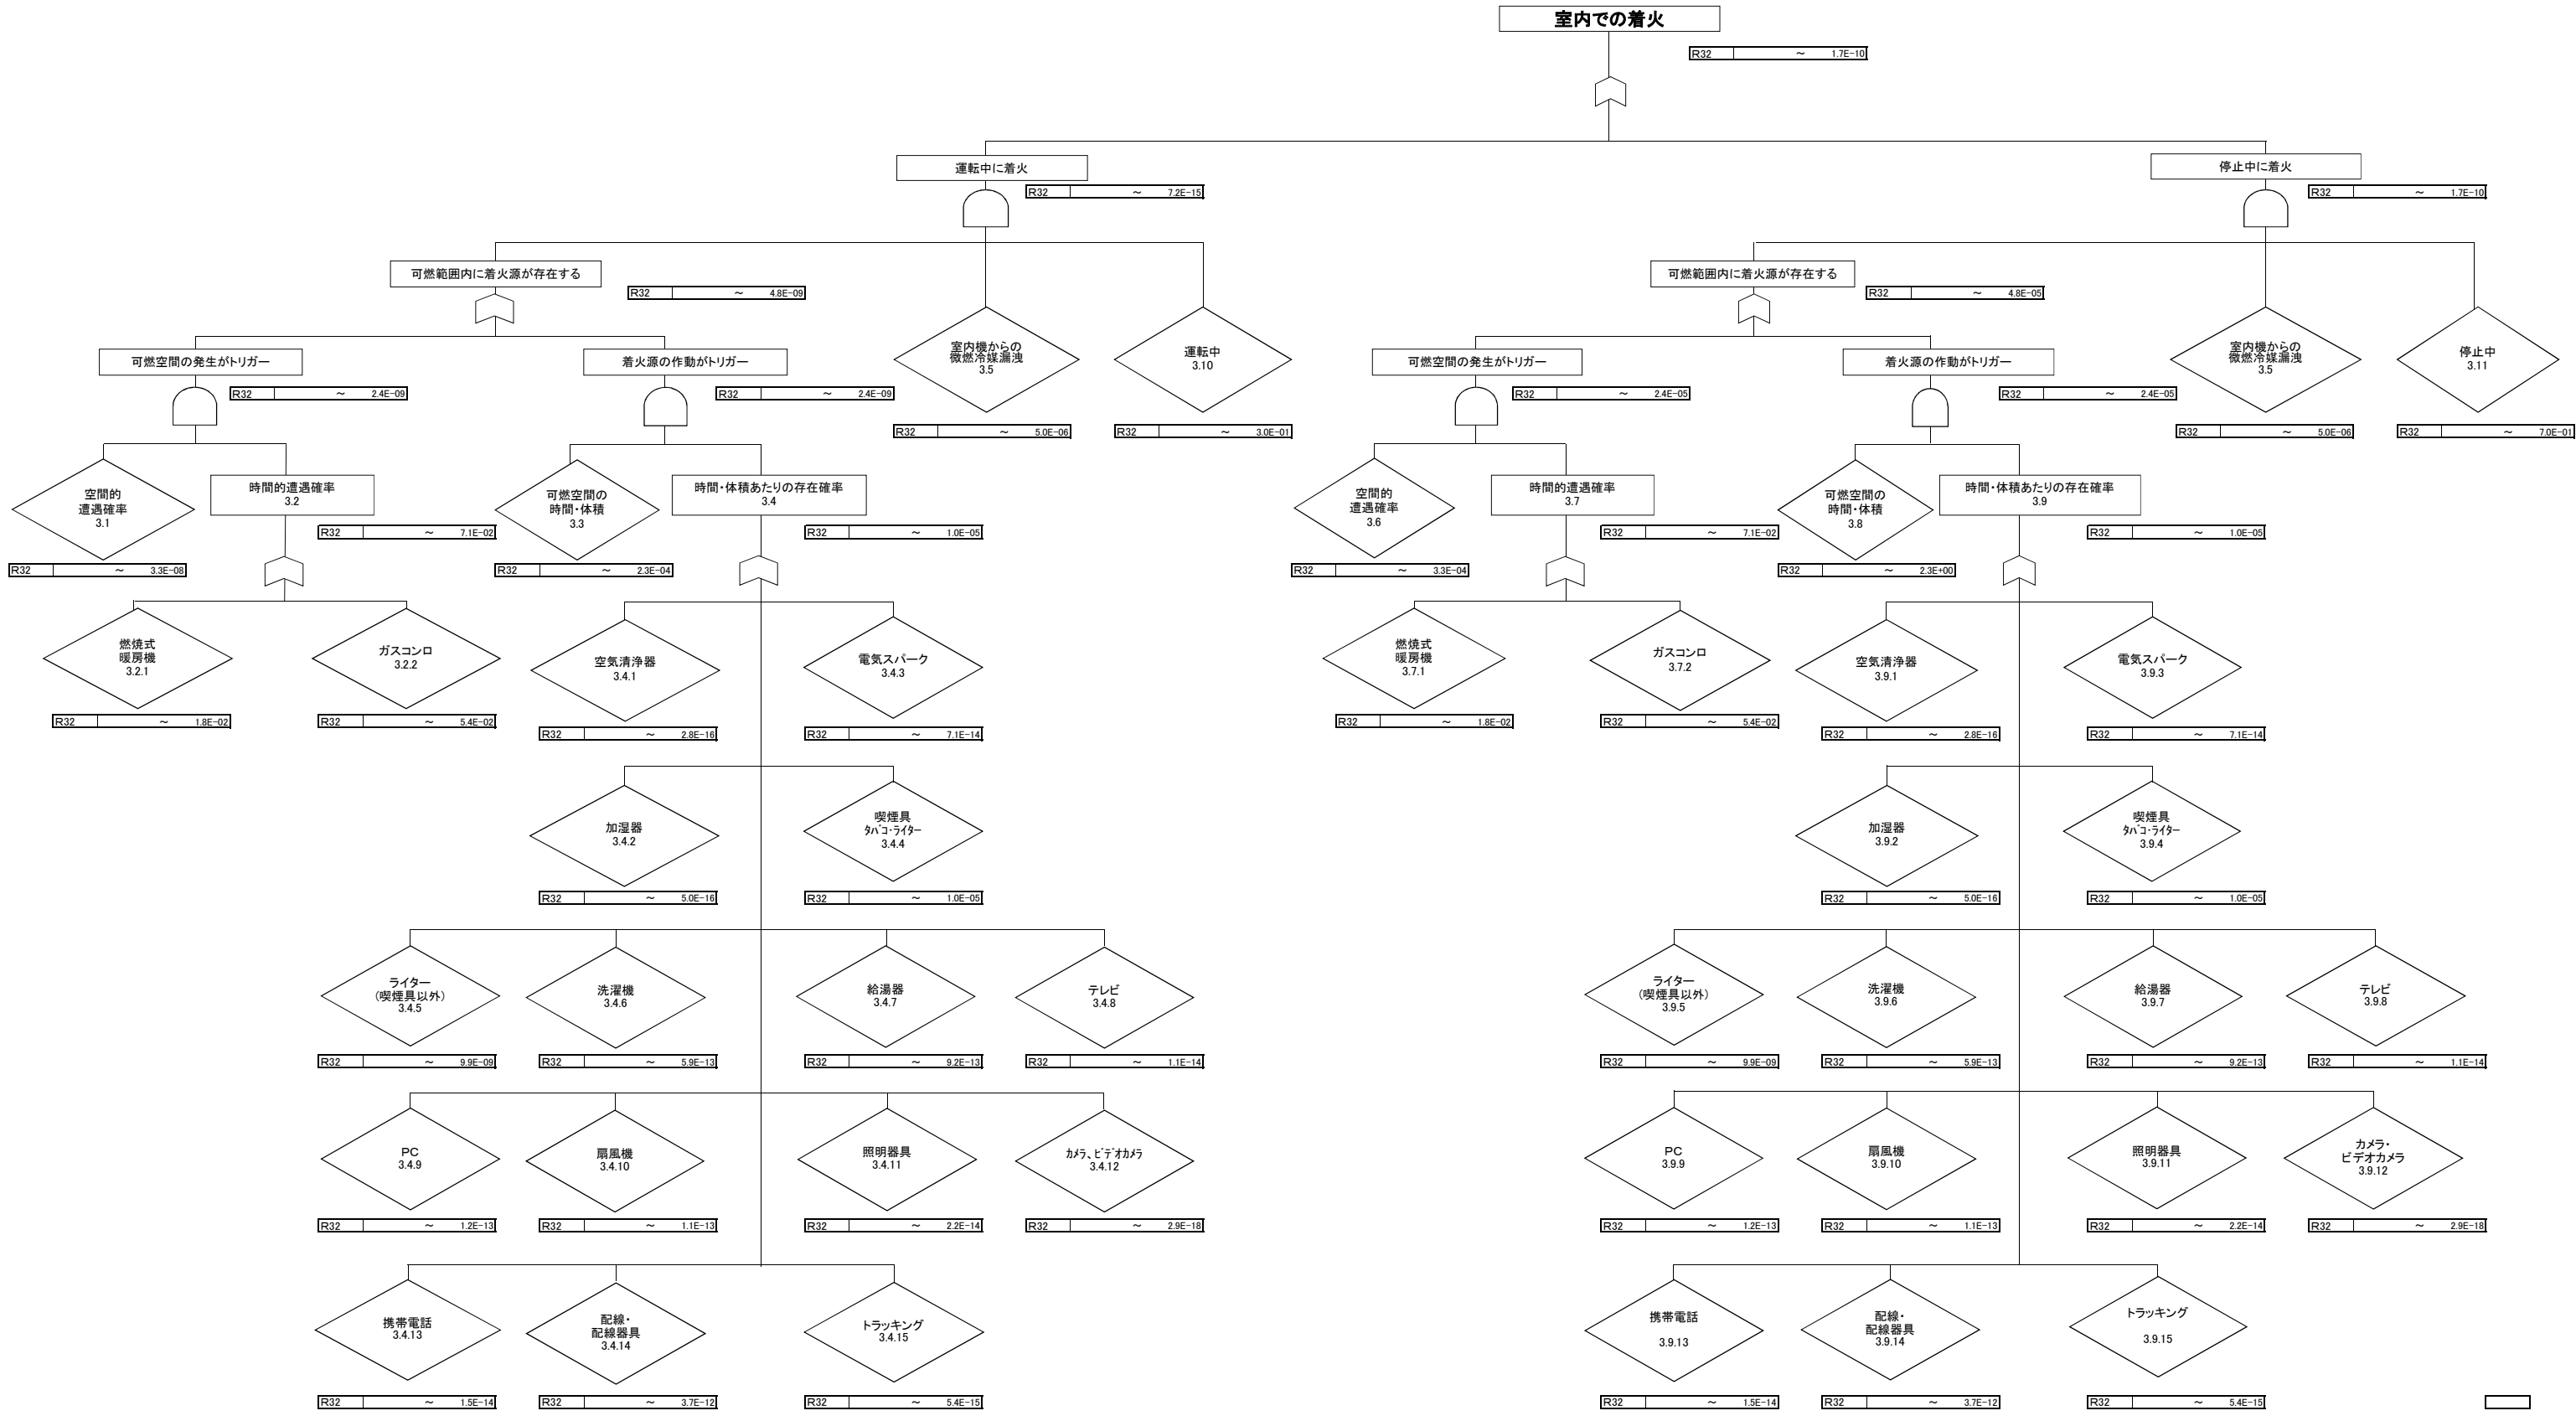 室内での着火
R32 ～ 1.7E-10
運転中に着火
R32 ～ 7.2E-15
停止中に着火
R32 ～ 1.7E-10
可燃範囲内に着火源が存在する
R32 ～ 4.8E-09
可燃範囲内に着火源が存在する
R32 ～ 4.8E-05
可燃空間の発生がトリガー
R32 ～ 2.4E-09
着火源の作動がトリガー
R32 ～ 2.4E-09
室内機からの
微燃冷媒漏洩
3.5
R32 ～ 5.0E-06
運転中
3.10
R32 ～ 3.0E-01
可燃空間の発生がトリガー
R32 ～ 2.4E-05
着火源の作動がトリガー
R32 ～ 2.4E-05
室内機からの
微燃冷媒漏洩
3.5
R32 ～ 5.0E-06
停止中
3.11
R32 ～ 7.0E-01
空間的
遭遇確率
3.1
R32 ～ 3.3E-08
時間的遭遇確率
3.2
R32 ～ 7.1E-02
可燃空間の
時間・体積
3.3
R32 ～ 2.3E-04
時間・体積あたりの存在確率
3.4
R32 ～ 1.0E-05
空間的
遭遇確率
3.6
R32 ～ 3.3E-04
時間的遭遇確率
3.7
R32 ～ 7.1E-02
可燃空間の
時間・体積
3.8
R32 ～ 2.3E+00
時間・体積あたりの存在確率
3.9
R32 ～ 1.0E-05
燃焼式
暖房機
3.2.1
R32 ～ 1.8E-02
ガスコンロ
3.2.2
R32 ～ 5.4E-02
空気清浄器
3.4.1
R32 ～ 2.8E-16
電気スパーク
3.4.3
R32 ～ 7.1E-14
燃焼式
暖房機
3.7.1
R32 ～ 1.8E-02
ガスコンロ
3.7.2
R32 ～ 5.4E-02
空気清浄器
3.9.1
R32 ～ 2.8E-16
電気スパーク
3.9.3
R32 ～ 7.1E-14
加湿器
3.4.2
R32 ～ 5.0E-16
喫煙具
ﾀﾊﾞｺ・ﾗｲﾀｰ
3.4.4
R32 ～ 1.0E-05
加湿器
3.9.2
R32 ～ 5.0E-16
喫煙具
ﾀﾊﾞｺ・ﾗｲﾀｰ
3.9.4
R32 ～ 1.0E-05
ライター
(喫煙具以外)
3.4.5
R32 ～ 9.9E-09
洗濯機
3.4.6
R32 ～ 5.9E-13
給湯器
3.4.7
R32 ～ 9.2E-13
テレビ
3.4.8
R32 ～ 1.1E-14
ライター
(喫煙具以外)
3.9.5
R32 ～ 9.9E-09
洗濯機
3.9.6
R32 ～ 5.9E-13
給湯器
3.9.7
R32 ～ 9.2E-13
テレビ
3.9.8
R32 ～ 1.1E-14
PC
3.4.9
R32 ～ 1.2E-13
扇風機
3.4.10
R32 ～ 1.1E-13
照明器具
3.4.11
R32 ～ 2.2E-14
ｶﾒﾗ、ﾋﾞﾃﾞｵｶﾒﾗ
3.4.12
R32 ～ 2.9E-18
PC
3.9.9
R32 ～ 1.2E-13
扇風機
3.9.10
R32 ～ 1.1E-13
照明器具
3.9.11
R32 ～ 2.2E-14
カメラ・
ビデオカメラ
3.9.12
R32 ～ 2.9E-18
携帯電話
3.4.13
R32 ～ 1.5E-14
配線・
配線器具
3.4.14
R32 ～ 3.7E-12
トラッキング
3.4.15
R32 ～ 5.4E-15
携帯電話
3.9.13
R32 ～ 1.5E-14
配線・
配線器具
3.9.14
R32 ～ 3.7E-12
トラッキング
3.9.15
R32 ～ 5.4E-15